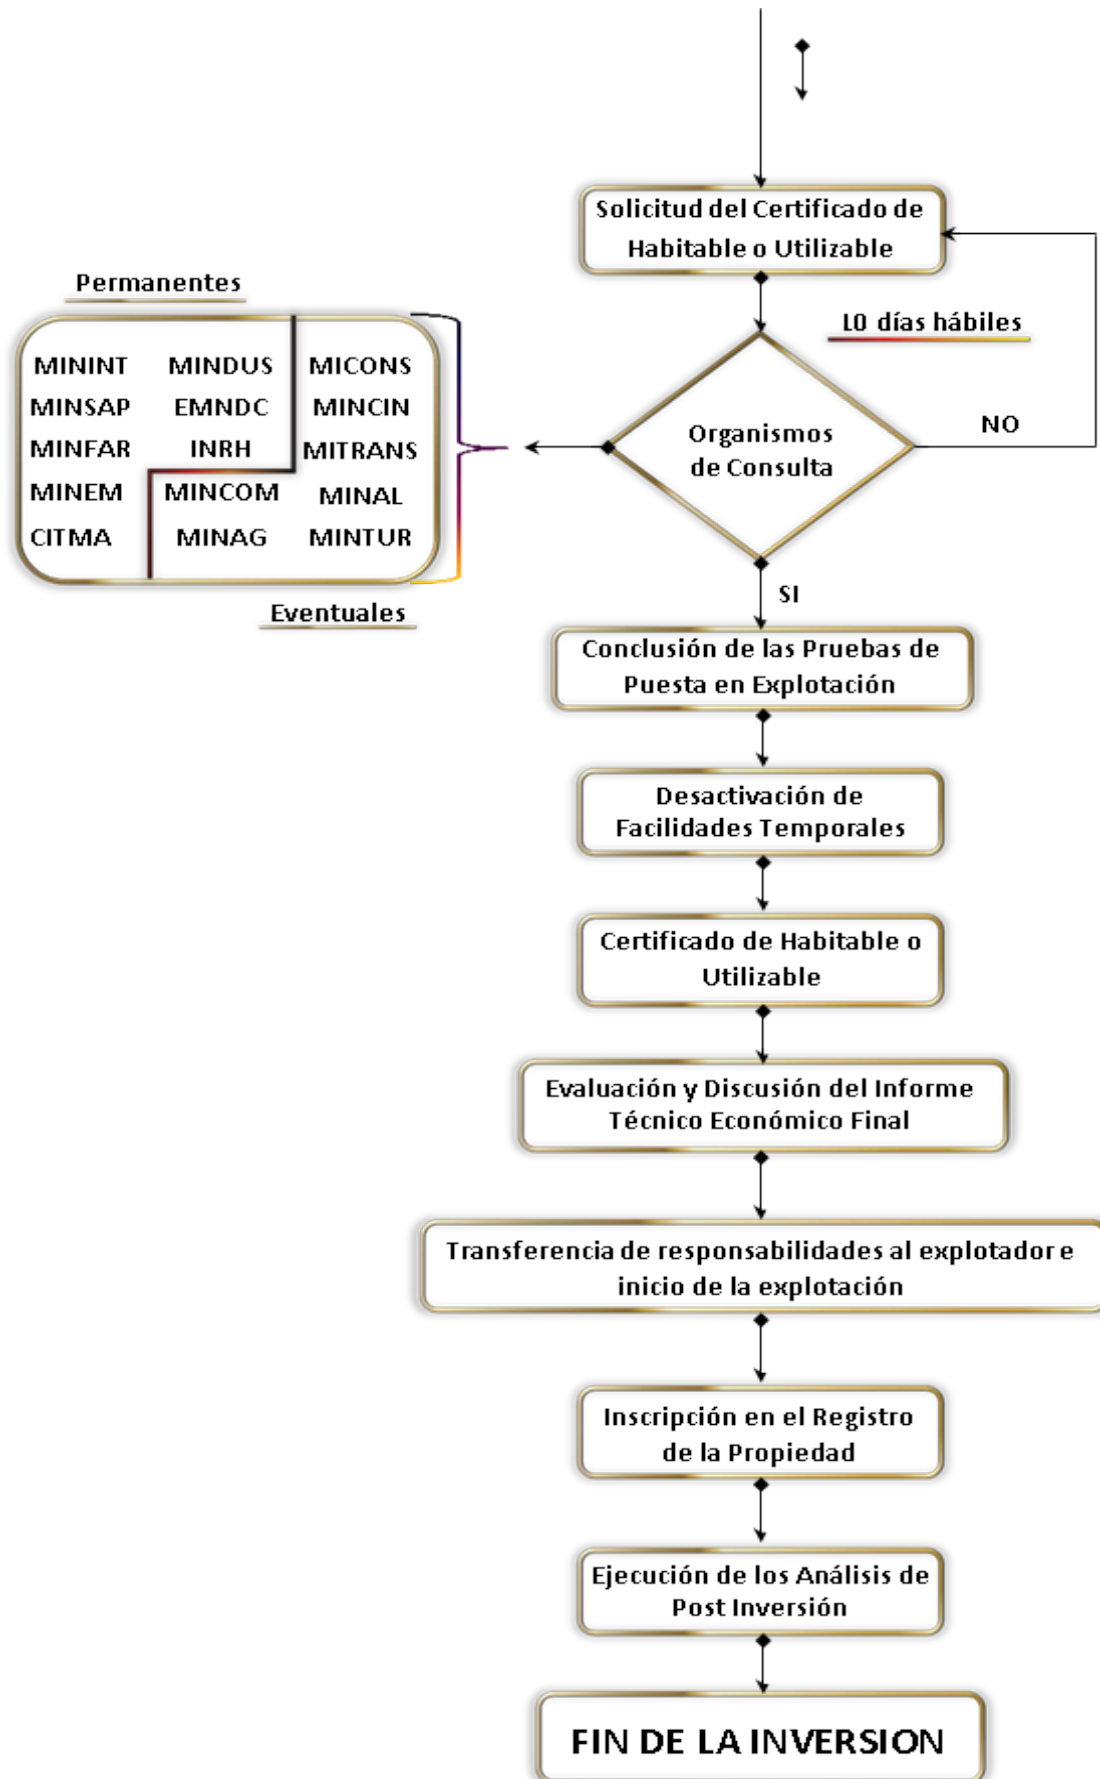 Solicitud del Certificado de
Habitable o Utilizable
L0 días hábiles
Permanentes
MININT MINDUS MICONS
MINSAP EMNDC MINCIN
MINFAR INRH MITRANS
MINEM MINCOM MINAL
CITMA MINAG MINTUR
Eventuales
Organismos
de Consulta
NO
SI
Conclusión de las Pruebas de
Puesta en Explotación
Desactivación de
Facilidades Temporales
Certificado de Habitable o
Utilizable
Evaluación y Discusión del Informe
Técnico Económico Final
Transferencia de responsabilidades al explotador e
inicio de la explotación
Inscripción en el Registro
de la Propiedad
Ejecución de los Análisis de
Post Inversión
FIN DE LA INVERSION